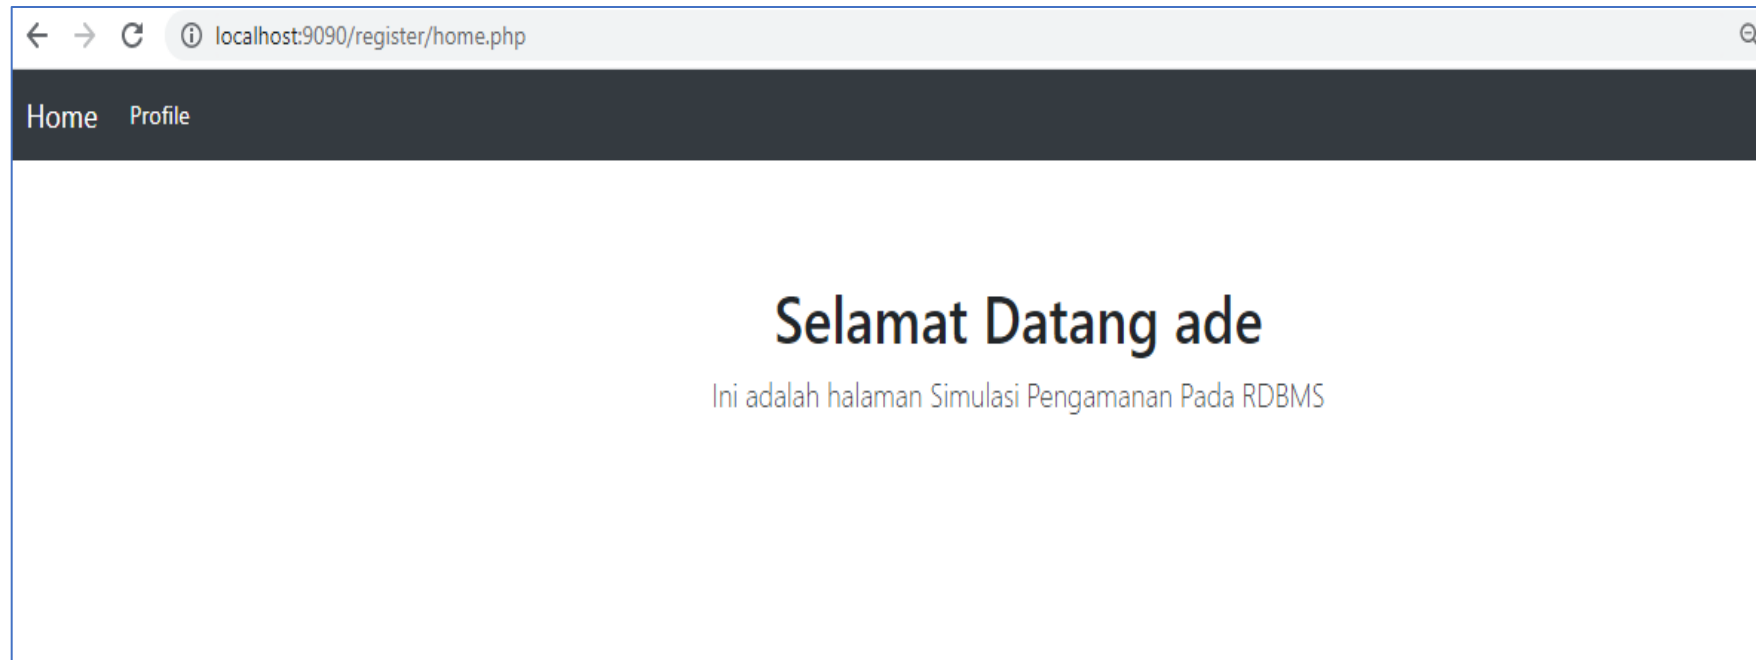 localhost:9090/register/home.php
Home Profile
Selamat Datang ade
Ini adalah halaman Simulasi Pengamanan Pada RDBMS